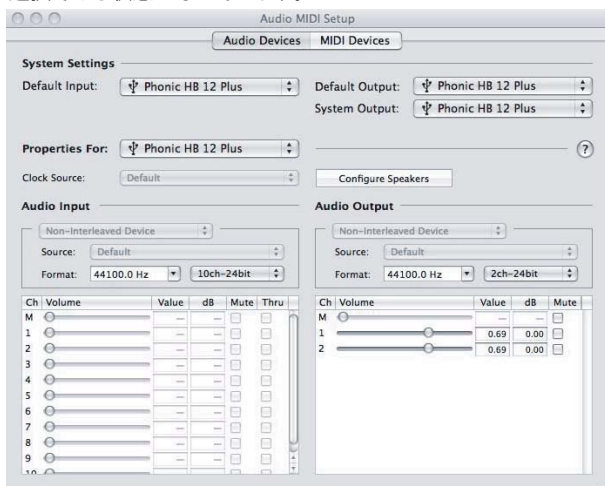 Audio MIDI Setup
Audio Devices MIDI Devices
System Settings
Default Input: Phonic HB 12 Plus
Default Output: Phonic HB 12 Plus
System Output: Phonic HB 12 Plus
Properties For: Phonic HB 12 Plus ?
Clock Source: Default
Configure Speakers
Audio Input
Audio Output
Non-Interleaved Device
Non-Interleaved Device
Source: Default
Source: Default
Format: 44100.0 Hz 10ch-24bit
Format: 44100.0 Hz 2ch-24bit
Ch Volume Value dB Mute Thru
Ch Volume Value dB Mute
M — —
M — —
1 — —
1 0.69 0.00
2 — —
2 0.69 0.00
3 — —
4 — —
5 — —
6 — —
7 — —
8 — —
9 — —
10